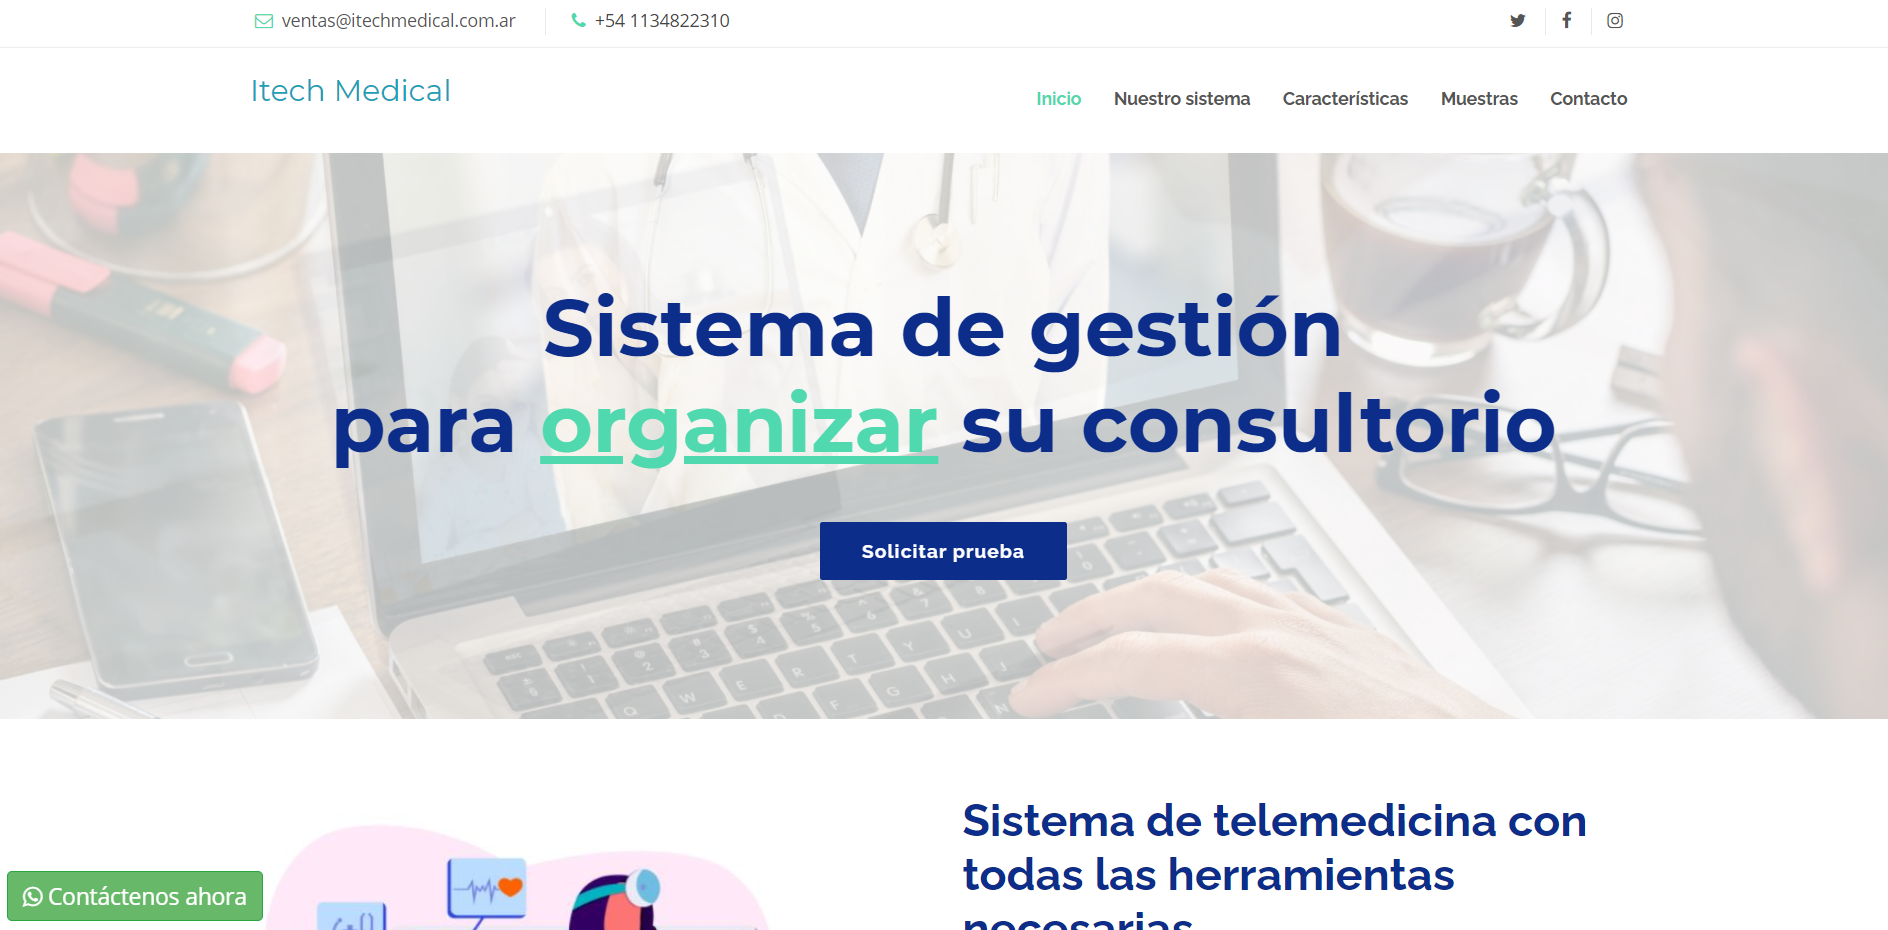 ventas@itechmedical.com.ar
+54 1134822310
Itech Medical
Inicio
Nuestro sistema
Características
Muestras
Contacto
Sistema de gestión
para organizar su consultorio
Solicitar prueba
Sistema de telemedicina con
todas las herramientas
necesarias
Contáctenos ahora